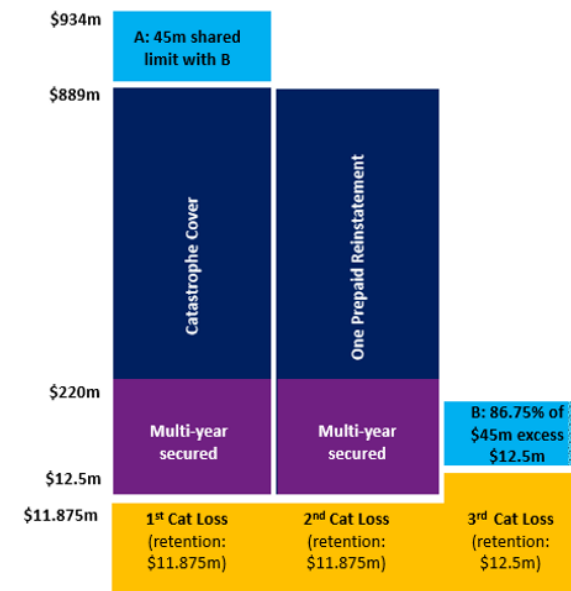 $934m
A: 45m shared
limit with B
$889m
Catastrophe Cover
One Prepaid Reinstatement
$220m
Multi-year
secured
Multi-year
secured
B: 86.75% of
$45m excess
$12.5m
$12.5m
$11.875m
1st Cat Loss
(retention:
$11.875m)
2nd Cat Loss
(retention:
$11.875m)
3rd Cat Loss
(retention:
$12.5m)